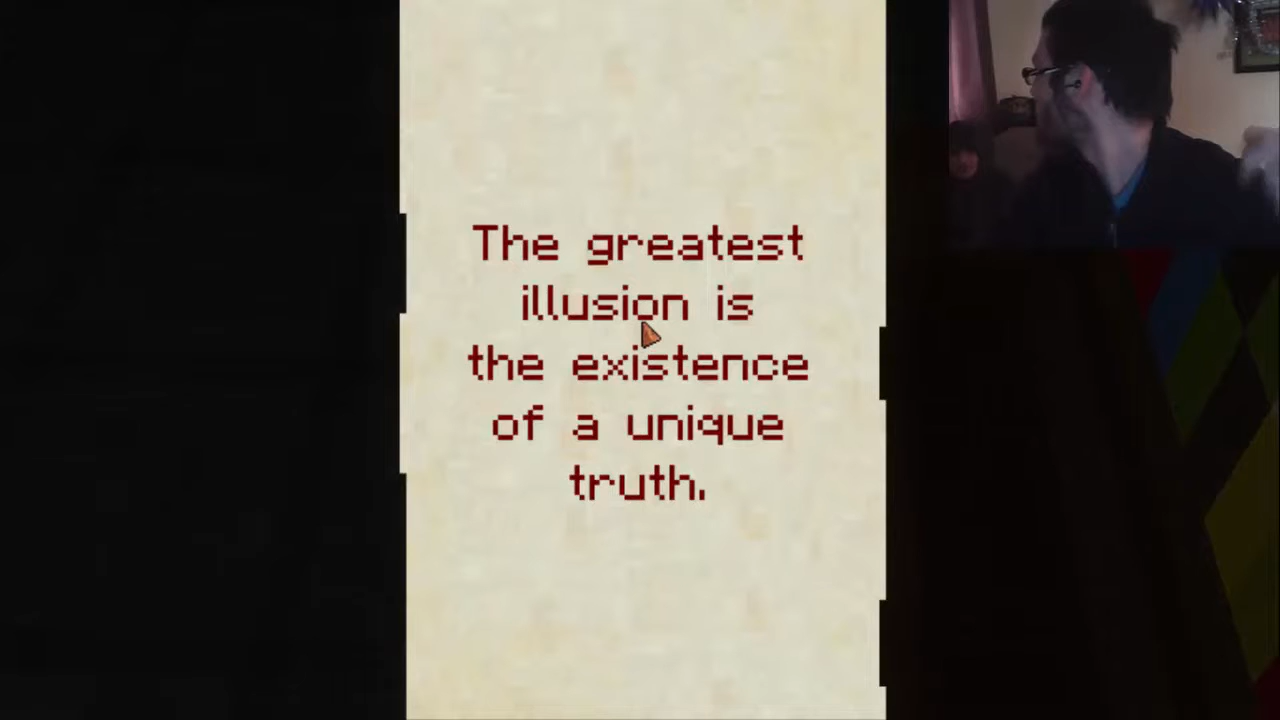 The greatest
illusion is
the existence
of a unique
truth.